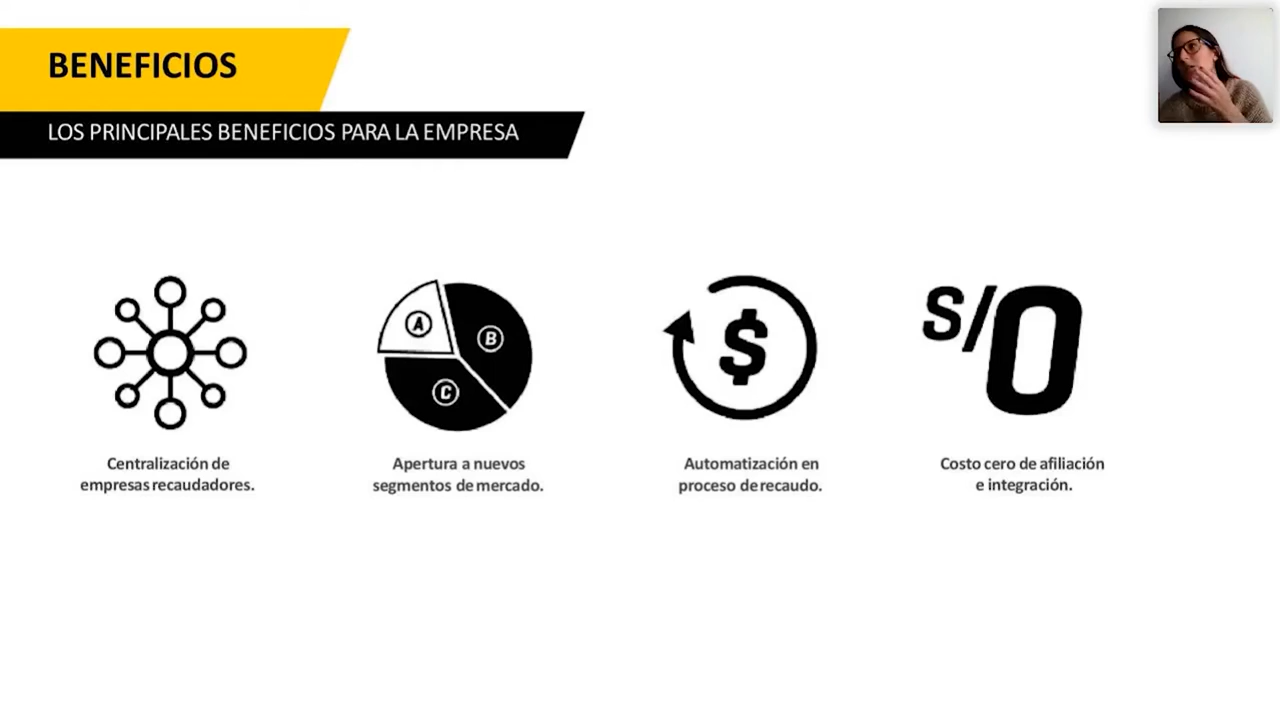 BENEFICIOS
LOS PRINCIPALES BENEFICIOS PARA LA EMPRESA
A
B
C
$
S/0
Centralización de
empresas recaudadores.
Apertura a nuevos
segmentos de mercado.
Automatización en
proceso de recaudo.
Costo cero de afiliación
e integración.